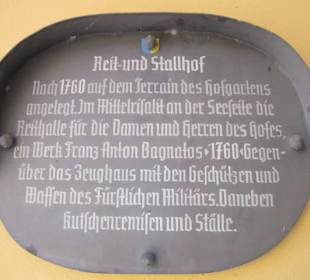 Reit- und Stallhof
Nach 1760 auf dem Terrain des Hofgartens
angelegt. Im Mittelrisalit an der Seeseite die
Reithalle für die Damen und Herren des Hofes,
ein Werk Franz Anton Bagnatos •1760• Gegen-
über das Zeughaus mit den Geschützen und
Waffen des Fürstlichen Militärs. Daneben
Kutschenremisen und Ställe.